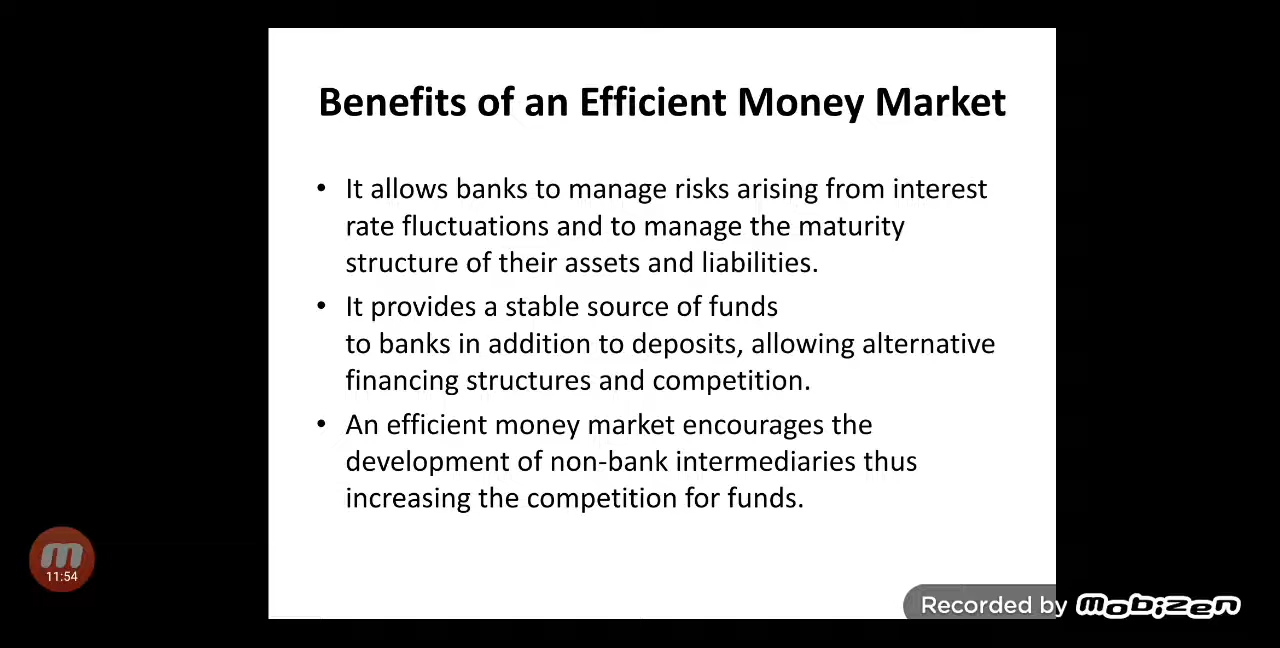 Benefits of an Efficient Money Market
• It allows banks to manage risks arising from interest
rate fluctuations and to manage the maturity
structure of their assets and liabilities.
• It provides a stable source of funds
to banks in addition to deposits, allowing alternative
financing structures and competition.
• An efficient money market encourages the
development of non-bank intermediaries thus
increasing the competition for funds.
m
11:54
Recorded by mobizen